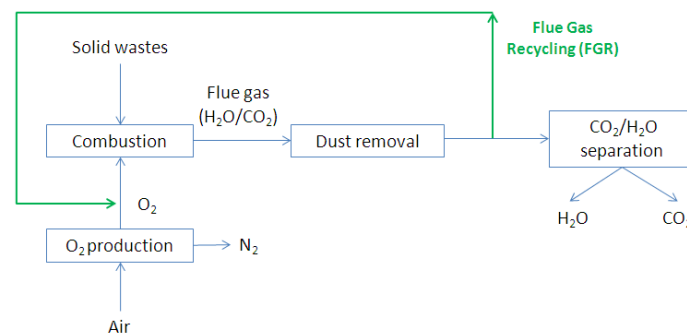 Flue Gas
Recycling (FGR)
Solid wastes
Flue gas
(H₂O/CO₂)
Combustion
Dust removal
CO₂/H₂O
separation
O₂
H₂O
CO₂
O₂ production
N₂
Air